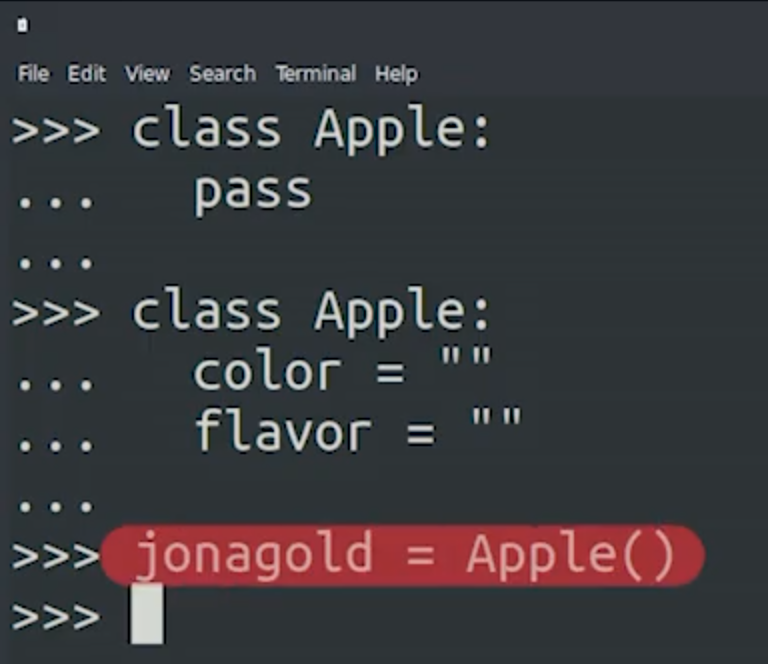 File Edit View Search Terminal Help
>>> class Apple:
...   pass
...
>>> class Apple:
...   color = ""
...   flavor = ""
...
>>> jonagold = Apple()
>>>